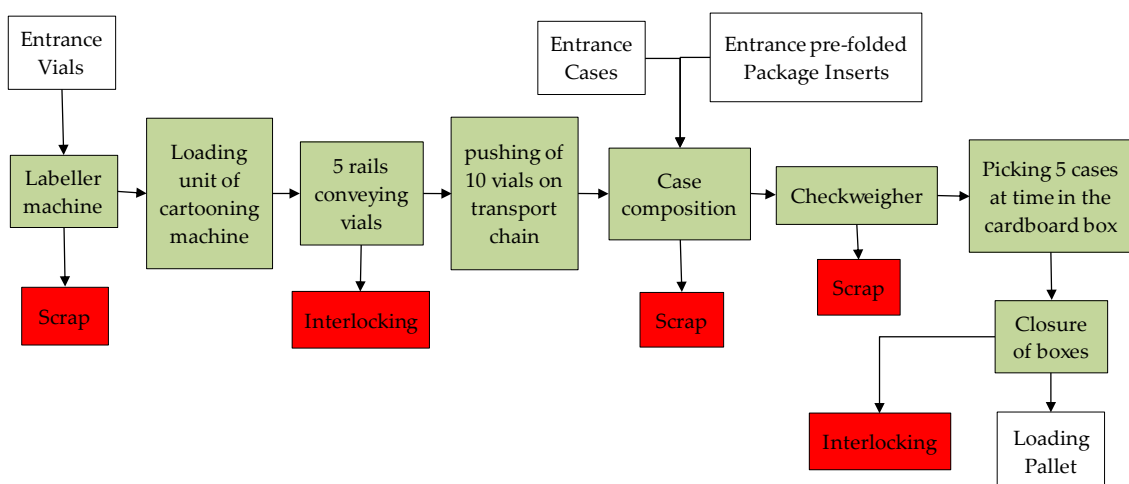 Entrance
Vials
Entrance
Cases
Entrance pre-folded
Package Inserts
Labeller
machine
Loading
unit of
cartooning
machine
5 rails
conveying
vials
pushing of
10 vials on
transport
chain
Case
composition
Checkweigher
Picking 5 cases
at time in the
cardboard box
Scrap
Interlocking
Scrap
Scrap
Closure
of boxes
Interlocking
Loading
Pallet